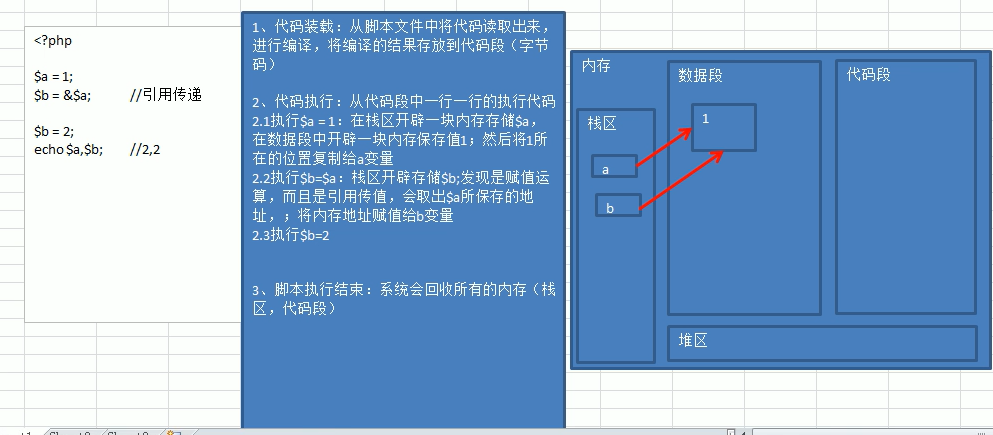 <?php
$a = 1;
$b = &$a; //引用传递
$b = 2;
echo $a,$b; //2,2
1、代码装载：从脚本文件中将代码读取出来，
进行编译，将编译的结果存放到代码段（字节
码）
2、代码执行：从代码段中一行一行的执行代码
2.1执行$a = 1：在栈区开辟一块内存存储$a，
在数据段中开辟一块内存保存值1；然后将1所
在的位置复制给a变量
2.2执行$b=$a：栈区开辟存储$b;发现是赋值运
算，而且是引用传值，会取出$a所保存的地
址，；将内存地址赋值给b变量
2.3执行$b=2
3、脚本执行结束：系统会回收所有的内存（栈
区，代码段）
内存
栈区
a
b
数据段
1
代码段
堆区